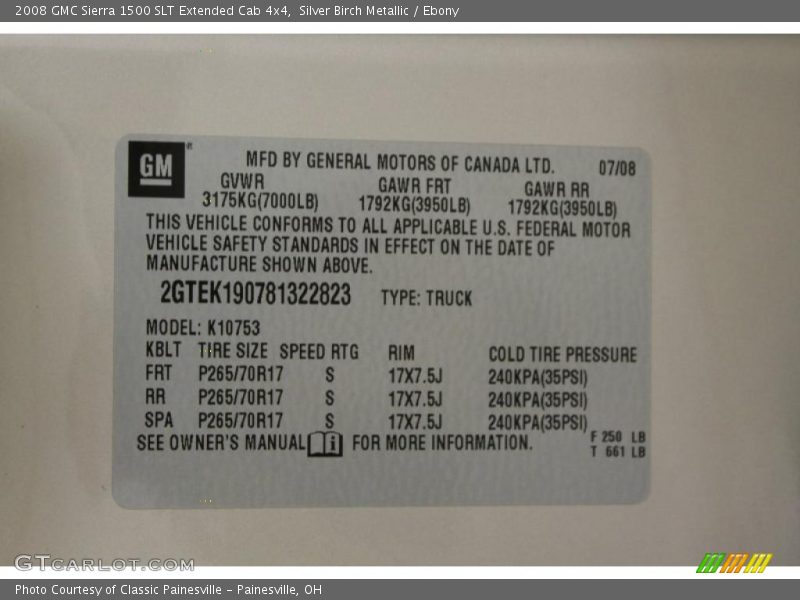 2008 GMC Sierra 1500 SLT Extended Cab 4x4, Silver Birch Metallic / Ebony
GM
MFD BY GENERAL MOTORS OF CANADA LTD. 07/08
GVWR GAWR FRT GAWR RR
3175KG(7000LB) 1792KG(3950LB) 1792KG(3950LB)
THIS VEHICLE CONFORMS TO ALL APPLICABLE U.S. FEDERAL MOTOR
VEHICLE SAFETY STANDARDS IN EFFECT ON THE DATE OF
MANUFACTURE SHOWN ABOVE.
2GTEK190781322823 TYPE: TRUCK
MODEL: K10753
KBLT TIRE SIZE SPEED RTG RIM COLD TIRE PRESSURE
FRT P265/70R17 S 17X7.5J 240KPA(35PSI)
RR P265/70R17 S 17X7.5J 240KPA(35PSI)
SPA P265/70R17 S 17X7.5J 240KPA(35PSI)
SEE OWNER'S MANUAL i FOR MORE INFORMATION.
F 250 LB
T 661 LB
GTcarlot.com
Photo Courtesy of Classic Painesville - Painesville, OH